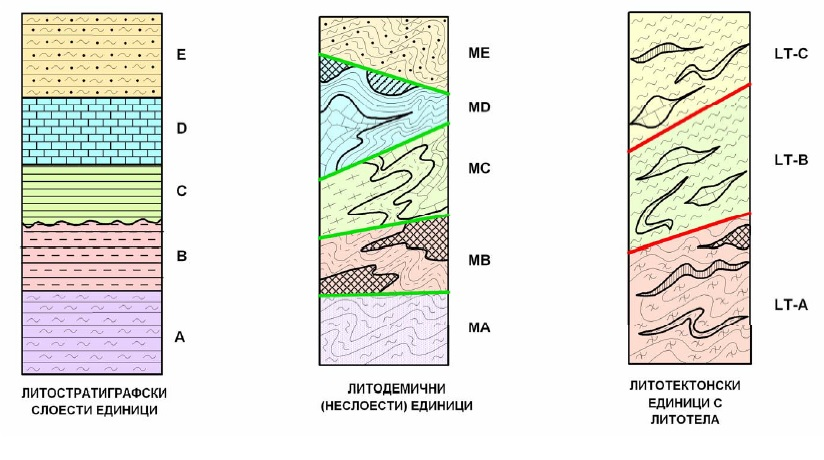 E
D
C
B
A
ЛИТОСТРАТИГРАФСКИ
СЛОЕСТИ ЕДИНИЦИ
ME
MD
MC
MB
MA
ЛИТОДЕМИЧНИ
(НЕСЛОЕСТИ) ЕДИНИЦИ
LT-C
LT-B
LT-A
ЛИТОТЕКТОНСКИ
ЕДИНИЦИ С
ЛИТОТЕЛА